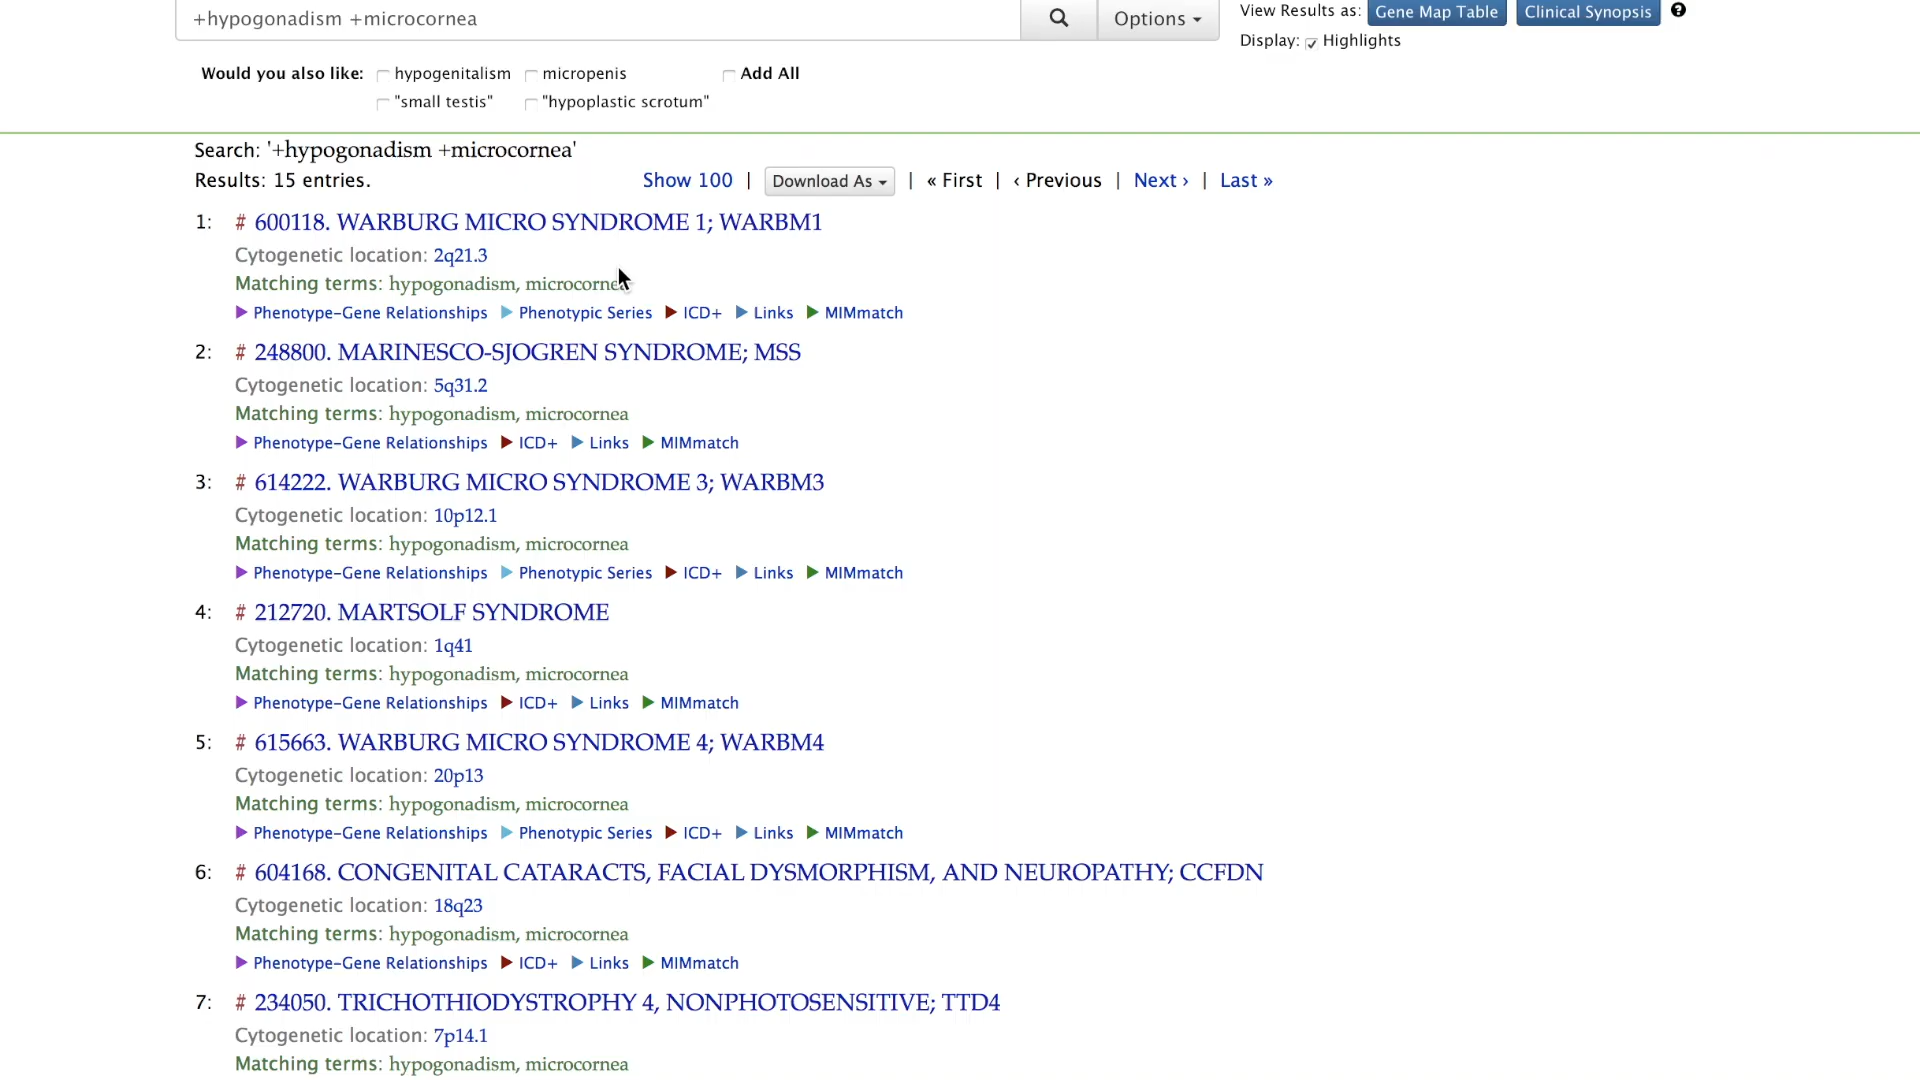 +hypogonadism +microcornea
Options
View Results as: Gene Map Table Clinical Synopsis ?
Display: Highlights
Would you also like: hypogenitalism micropenis Add All
"small testis" "hypoplastic scrotum"
Search: '+hypogonadism +microcornea'
Results: 15 entries.
Show 100 | Download As | « First | ‹ Previous | Next › | Last »
1: # 600118. WARBURG MICRO SYNDROME 1; WARBM1
Cytogenetic location: 2q21.3
Matching terms: hypogonadism, microcornea
Phenotype-Gene Relationships Phenotypic Series ICD+ Links MIMmatch
2: # 248800. MARINESCO-SJOGREN SYNDROME; MSS
Cytogenetic location: 5q31.2
Matching terms: hypogonadism, microcornea
Phenotype-Gene Relationships ICD+ Links MIMmatch
3: # 614222. WARBURG MICRO SYNDROME 3; WARBM3
Cytogenetic location: 10p12.1
Matching terms: hypogonadism, microcornea
Phenotype-Gene Relationships Phenotypic Series ICD+ Links MIMmatch
4: # 212720. MARTSOLF SYNDROME
Cytogenetic location: 1q41
Matching terms: hypogonadism, microcornea
Phenotype-Gene Relationships ICD+ Links MIMmatch
5: # 615663. WARBURG MICRO SYNDROME 4; WARBM4
Cytogenetic location: 20p13
Matching terms: hypogonadism, microcornea
Phenotype-Gene Relationships Phenotypic Series ICD+ Links MIMmatch
6: # 604168. CONGENITAL CATARACTS, FACIAL DYSMORPHISM, AND NEUROPATHY; CCFDN
Cytogenetic location: 18q23
Matching terms: hypogonadism, microcornea
Phenotype-Gene Relationships ICD+ Links MIMmatch
7: # 234050. TRICHOTHIODYSTROPHY 4, NONPHOTOSENSITIVE; TTD4
Cytogenetic location: 7p14.1
Matching terms: hypogonadism, microcornea